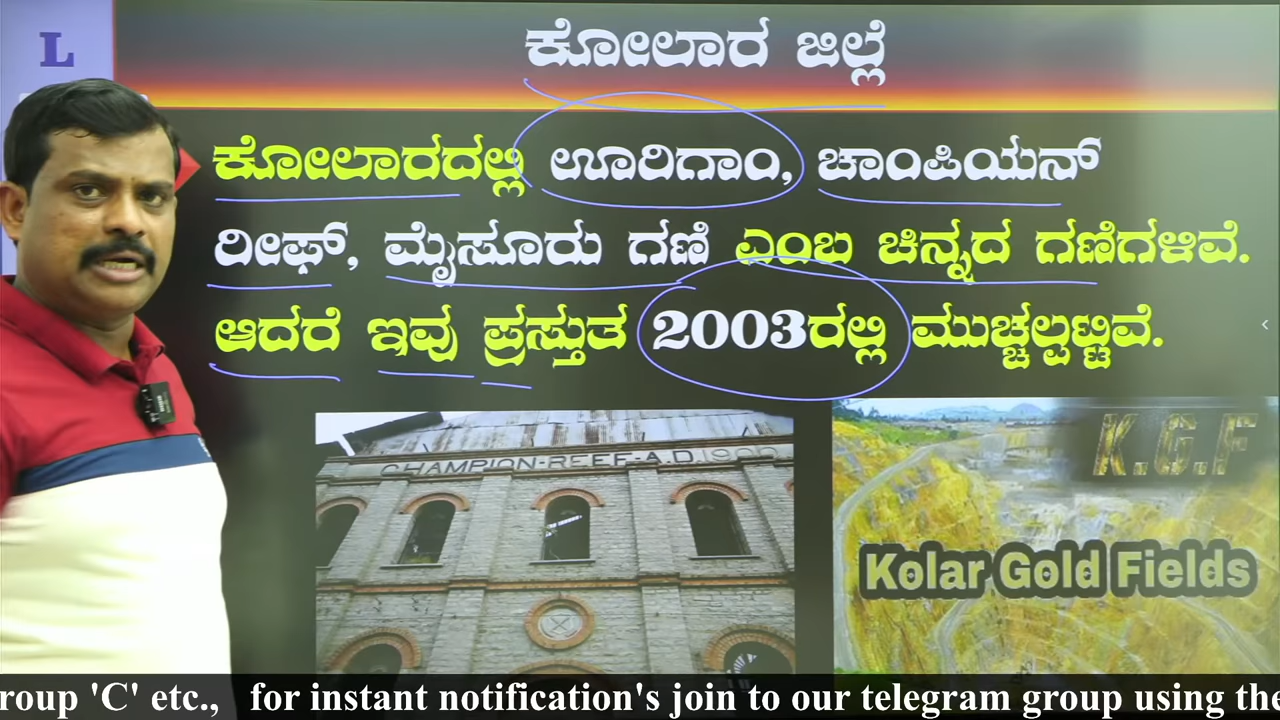 L
ಕೋಲಾರ ಜಿಲ್ಲೆ
ಕೋಲಾರದಲ್ಲಿ ಊರಿಗಾಂ, ಚಾಂಪಿಯನ್
ರೀಫ್, ಮೈಸೂರು ಗಣಿ ಎಂಬ ಚಿನ್ನದ ಗಣಿಗಳಿವೆ.
ಆದರೆ ಇವು ಪ್ರಸ್ತುತ 2003ರಲ್ಲಿ ಮುಚ್ಚಲ್ಪಟ್ಟಿವೆ.
CHAMPION-REEF-A.D.1900
K.G.F
Kolar Gold Fields
roup 'C' etc., for instant notification's join to our telegram group using the